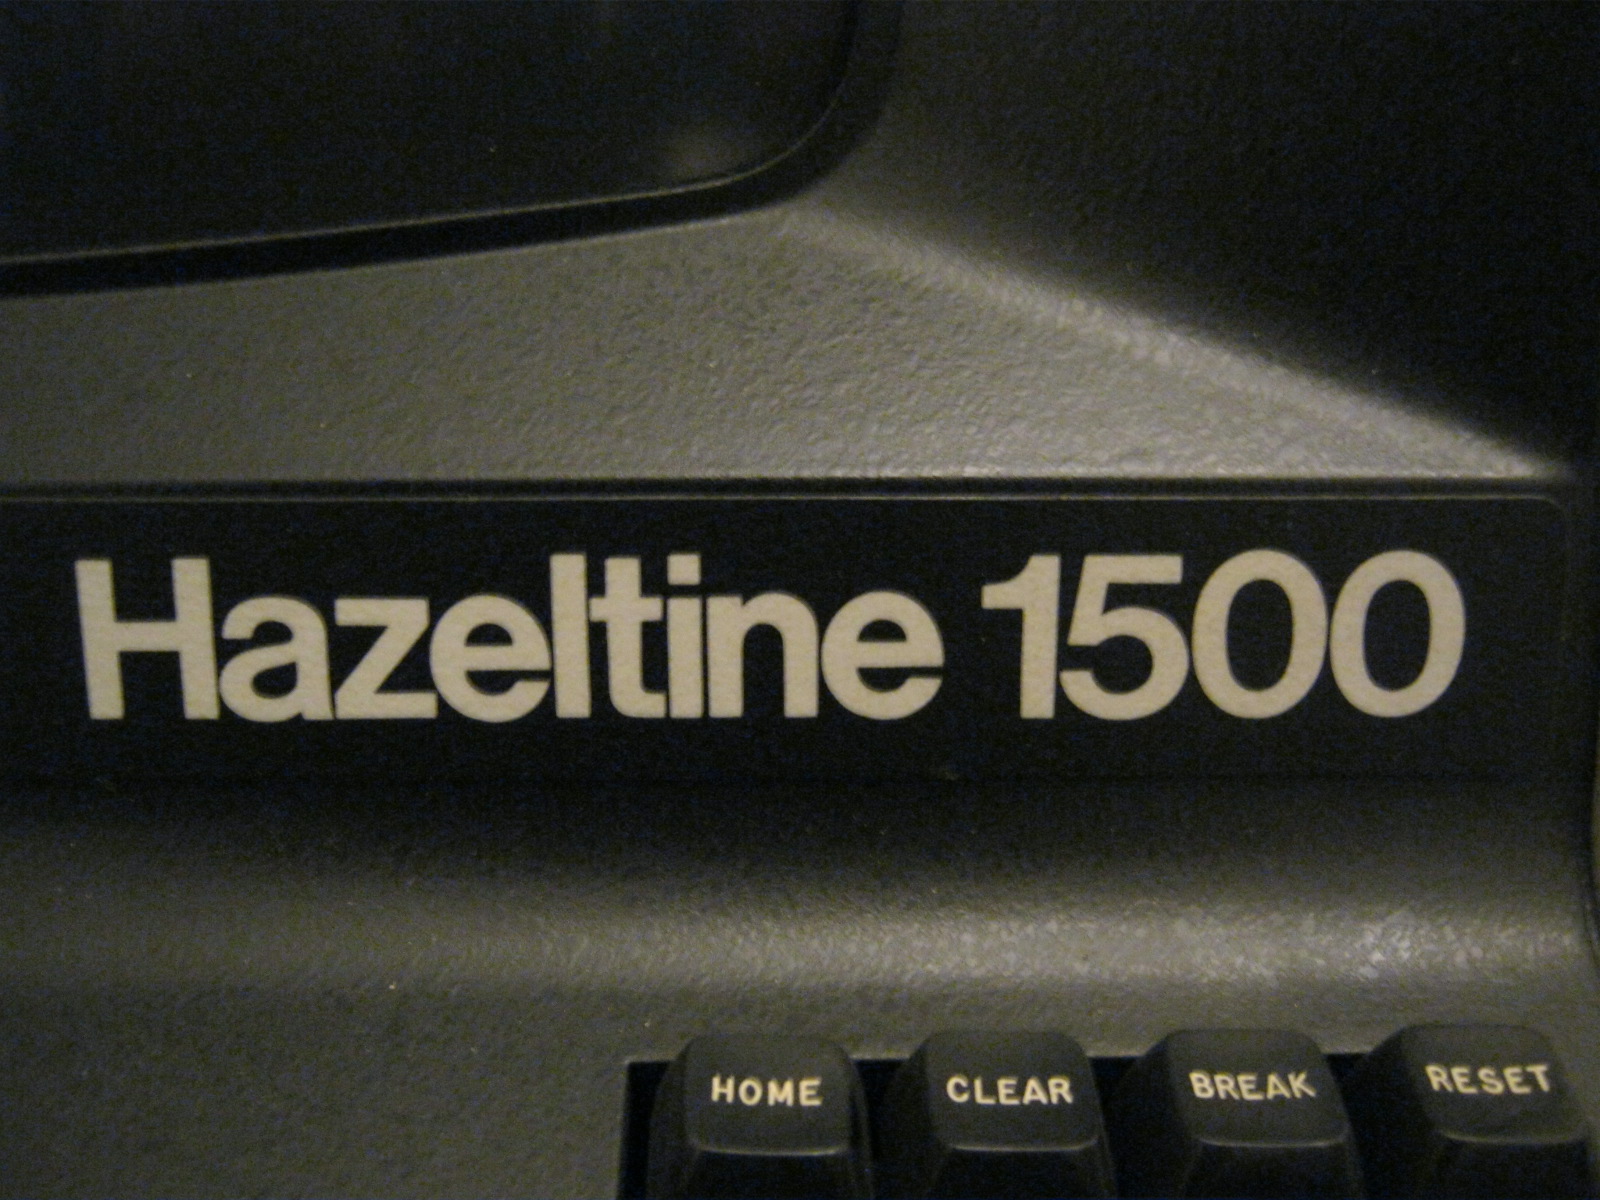 Hazeltine 1500
HOME CLEAR BREAK RESET